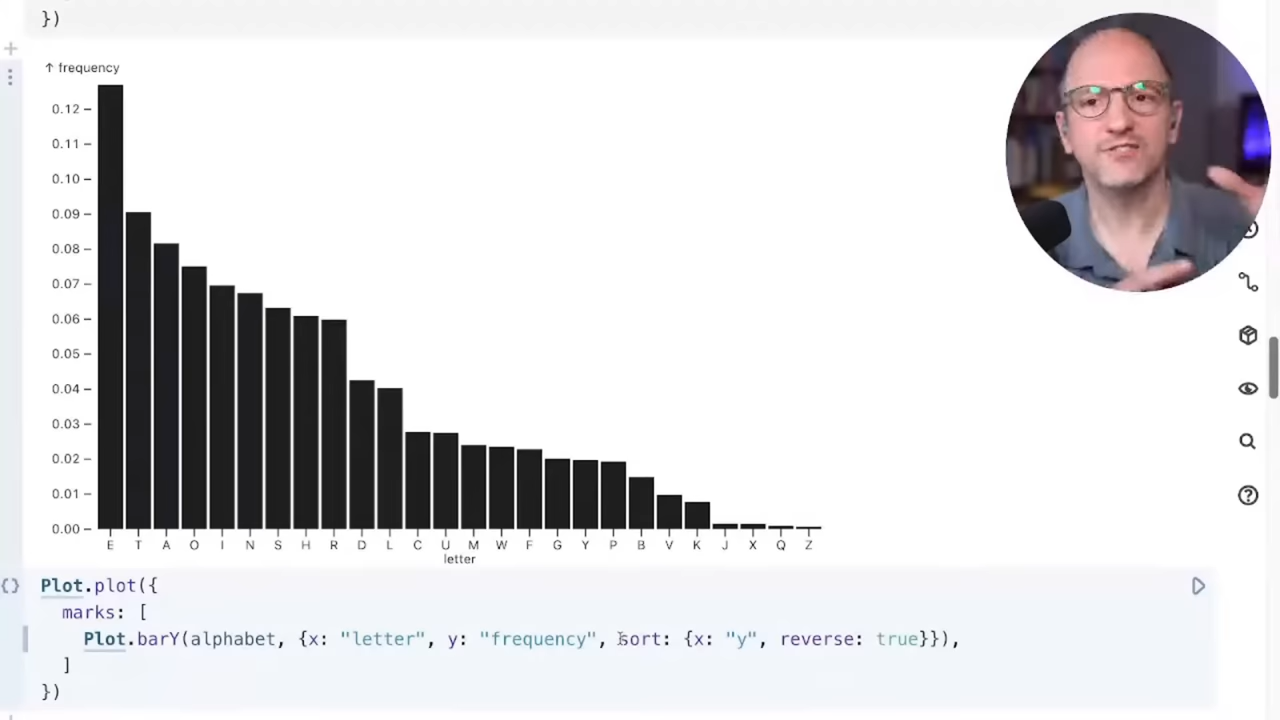 })
↑ frequency
0.12
0.11
0.10
0.09
0.08
0.07
0.06
0.05
0.04
0.03
0.02
0.01
0.00
E T A O I N S H R D L C U M W F G Y P B V K J X Q Z
letter
Plot.plot({
  marks: [
    Plot.barY(alphabet, {x: "letter", y: "frequency", sort: {x: "y", reverse: true}}),
  ]
})